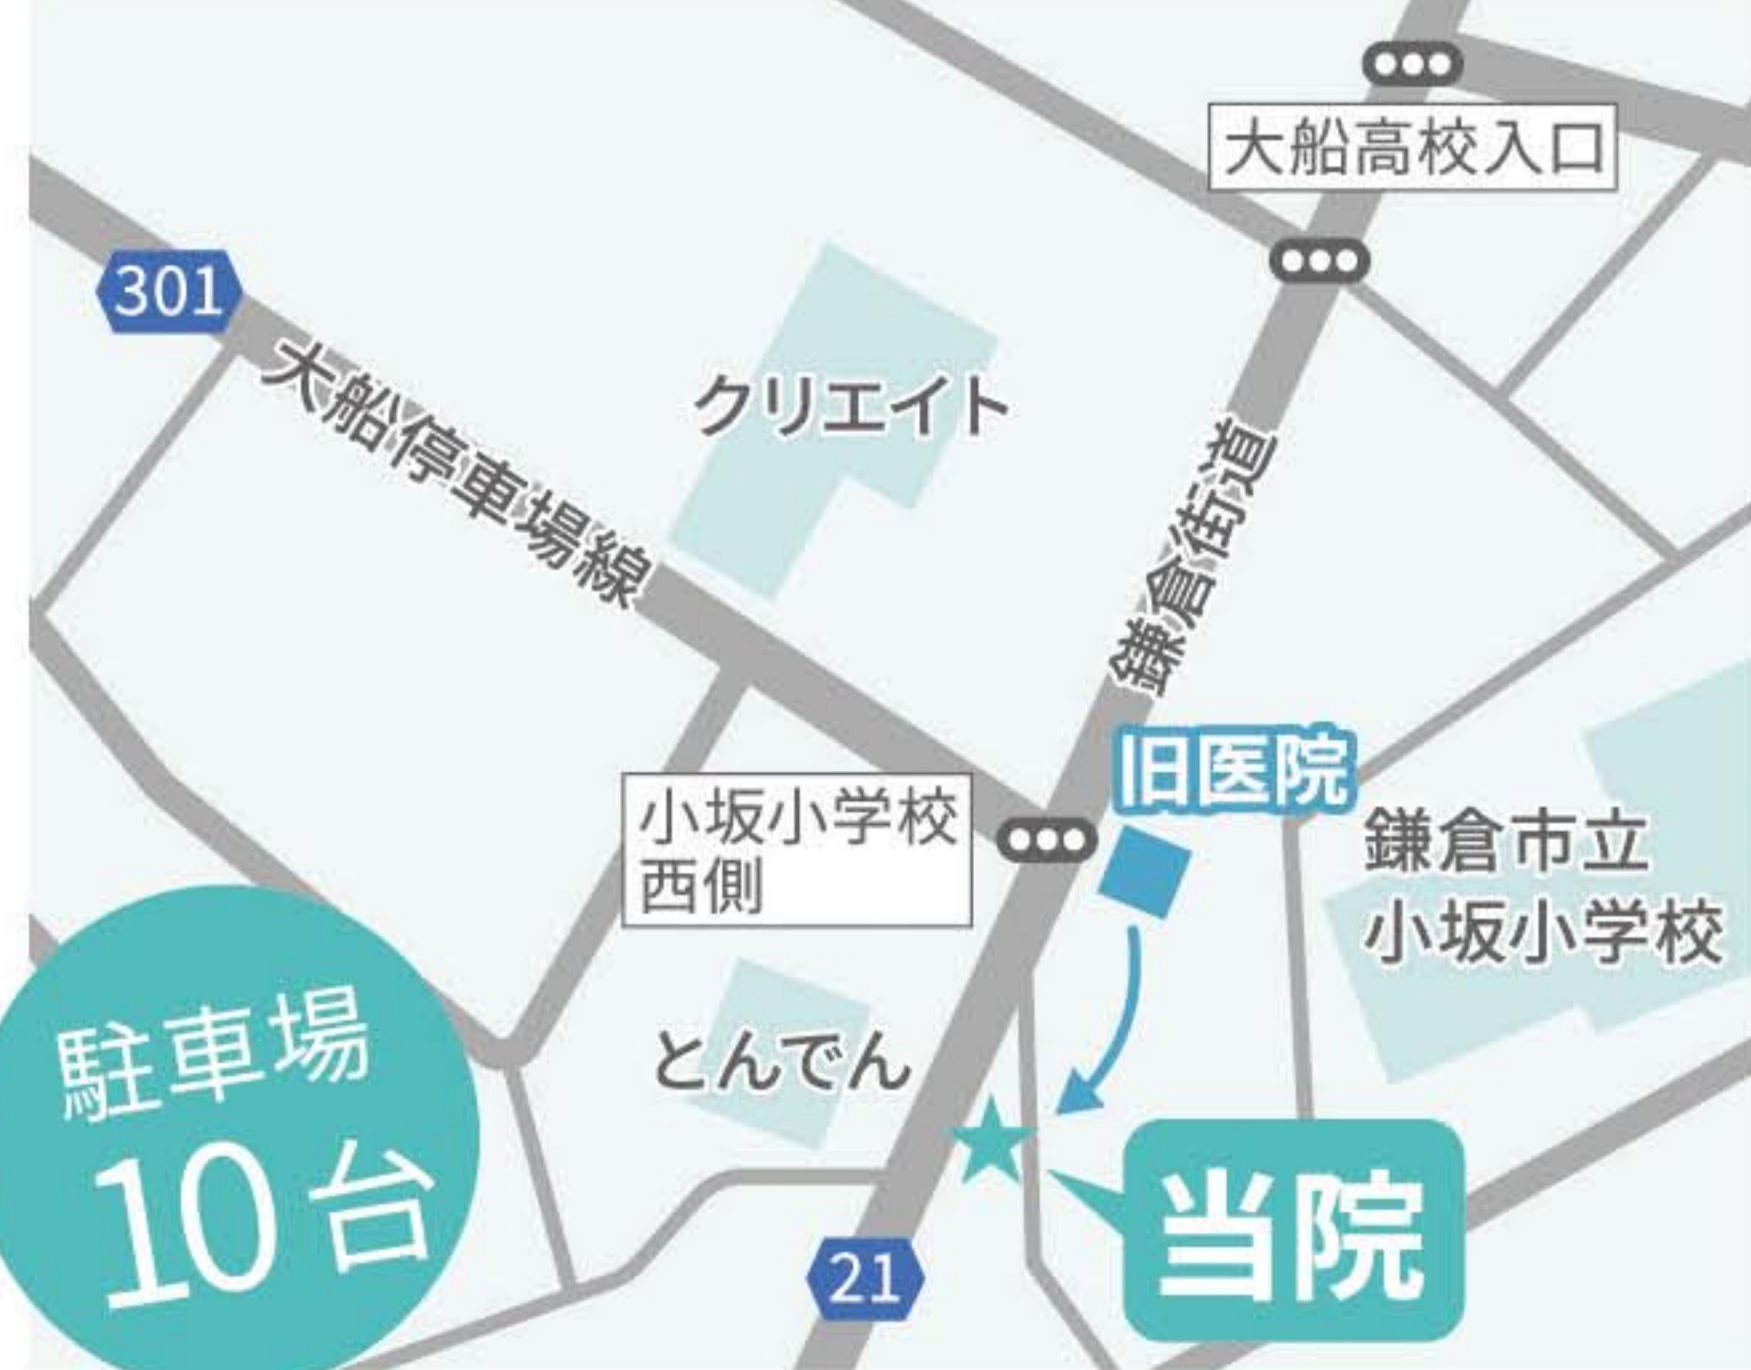 大船高校入口
301
大船停車場線
クリエイト
鎌倉街道
旧医院
小坂小学校
西側
鎌倉市立
小坂小学校
とんでん
駐車場
10台
当院
21